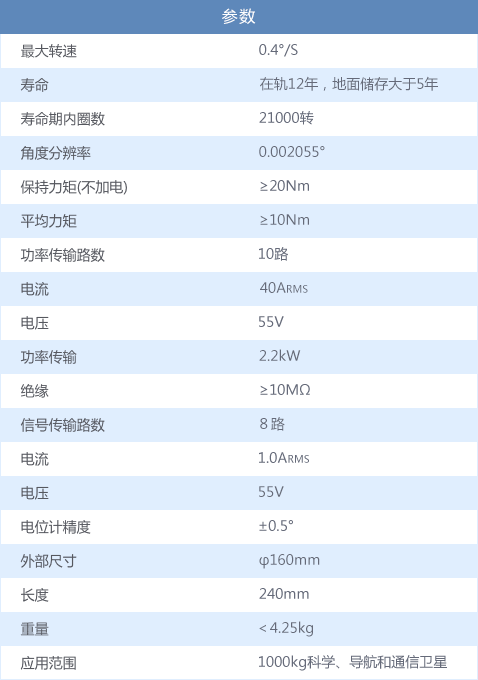 参数
最大转速 0.4°/S
寿命 在轨12年，地面储存大于5年
寿命期内圈数 21000转
角度分辨率 0.002055°
保持力矩(不加电) ≥20Nm
平均力矩 ≥10Nm
功率传输路数 10路
电流 40ARMS
电压 55V
功率传输 2.2kW
绝缘 ≥10MΩ
信号传输路数 8 路
电流 1.0ARMS
电压 55V
电位计精度 ±0.5°
外部尺寸 φ160mm
长度 240mm
重量 < 4.25kg
应用范围 1000kg科学、导航和通信卫星